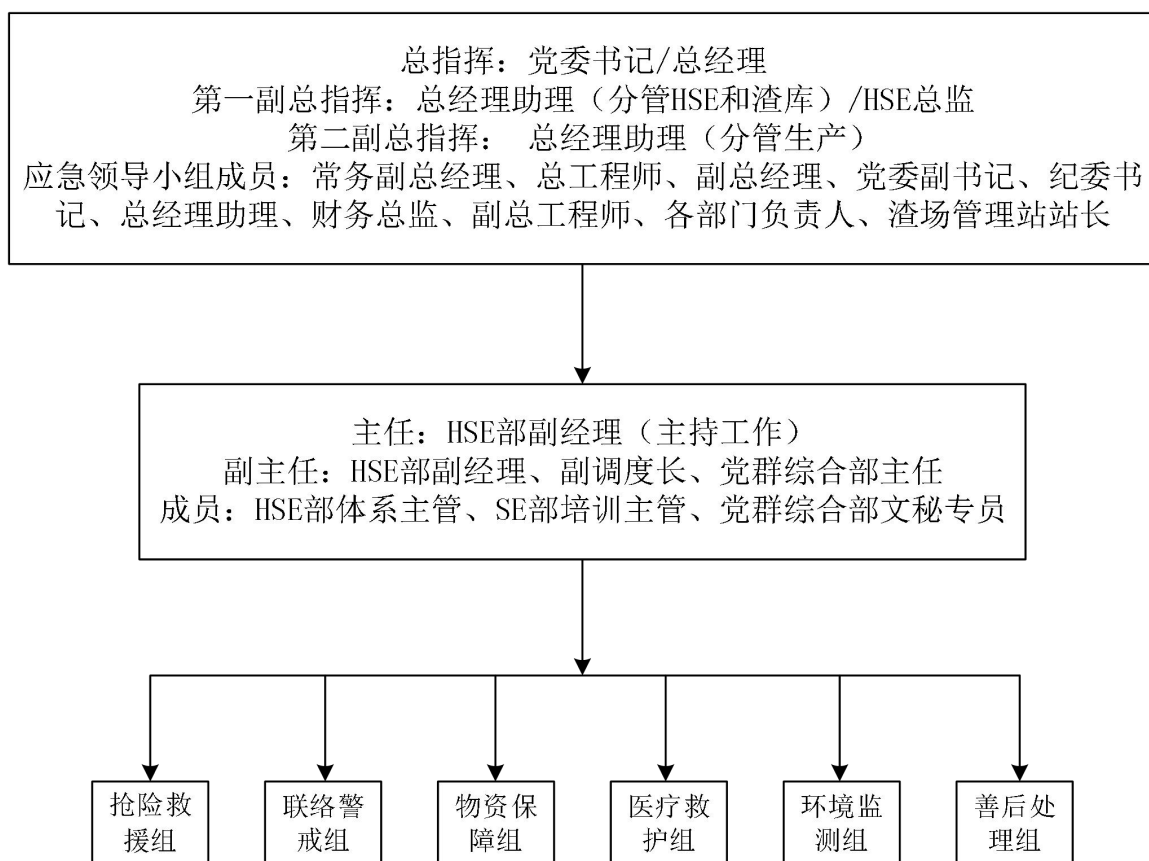 总指挥：党委书记/总经理
第一副总指挥：总经理助理（分管HSE和渣库）/HSE总监
第二副总指挥： 总经理助理（分管生产）
应急领导小组成员：常务副总经理、总工程师、副总经理、党委副书记、纪委书
记、总经理助理、财务总监、副总工程师、各部门负责人、渣场管理站站长
主任：HSE部副经理（主持工作）
副主任：HSE部副经理、副调度长、党群综合部主任
成员：HSE部体系主管、SE部培训主管、党群综合部文秘专员
抢险救
援组
联络警
戒组
物资保
障组
医疗救
护组
环境监
测组
善后处
理组